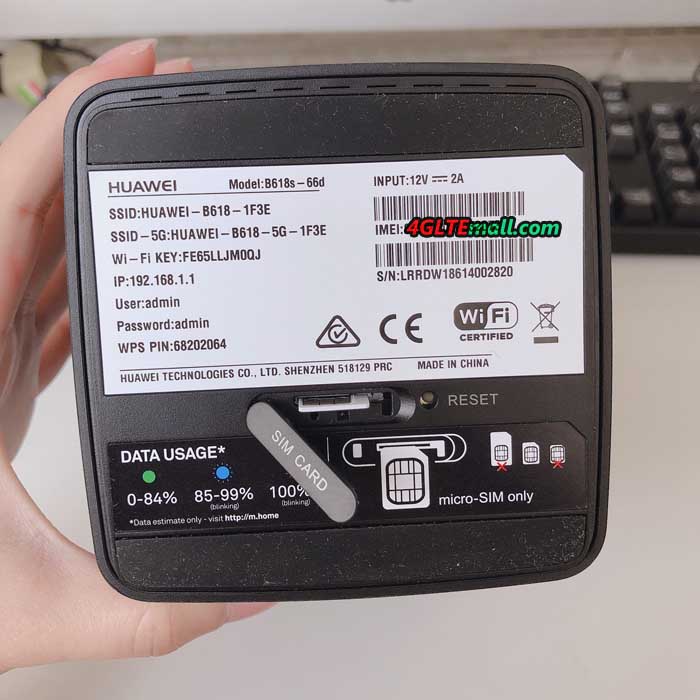 HUAWEI Model:B618s-66d
INPUT:12V ⎓ 2A
SSID:HUAWEI-B618-1F3E
SSID-5G:HUAWEI-B618-5G-1F3E
Wi-Fi KEY:FE65LLJM0QJ
IP:192.168.1.1
User:admin
Password:admin
WPS PIN:68202064
IMEI:
4GLTEmall.com
S/N:LRRDW18614002820
CE
WiFi
CERTIFIED
HUAWEI TECHNOLOGIES CO., LTD. SHENZHEN 518129 PRC MADE IN CHINA
RESET
SIM CARD
DATA USAGE*
0-84% 85-99% 100%
(blinking) (blinking)
*Data estimate only - visit http://m.home
micro-SIM only